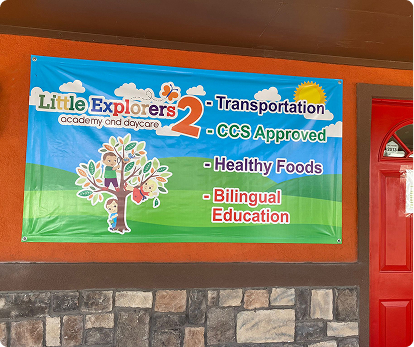 Little Explorers 2
academy and daycare
- Transportation
- CCS Approved
- Healthy Foods
- Bilingual
Education